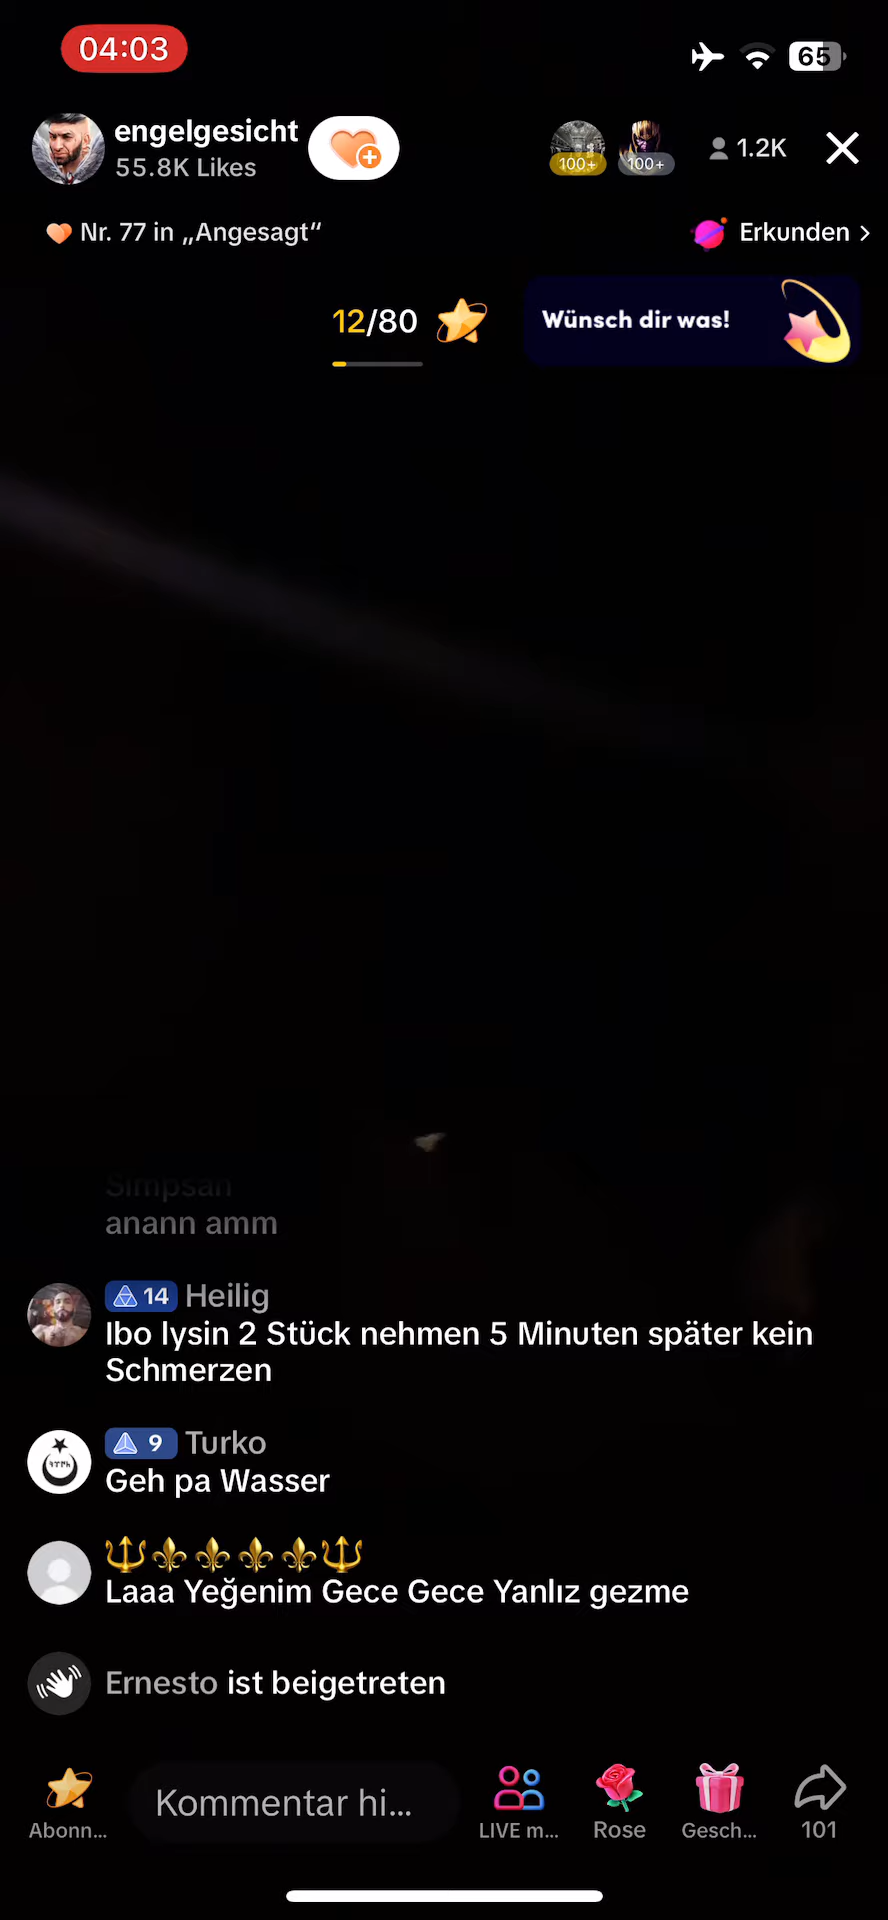 04:03
65
engelgesicht
55.8K Likes
100+
100+
1.2K
Nr. 77 in „Angesagt“
Erkunden >
12/80
Wünsch dir was!
Simpsan
anann amm
14 Heilig
Ibo lysin 2 Stück nehmen 5 Minuten später kein
Schmerzen
9 Turko
Geh pa Wasser
🔱⚜️⚜️⚜️⚜️🔱
Laaa Yeğenim Gece Gece Yanlız gezme
Ernesto ist beigetreten
Kommentar hi...
Abonn...
LIVE m...
Rose
Gesch...
101